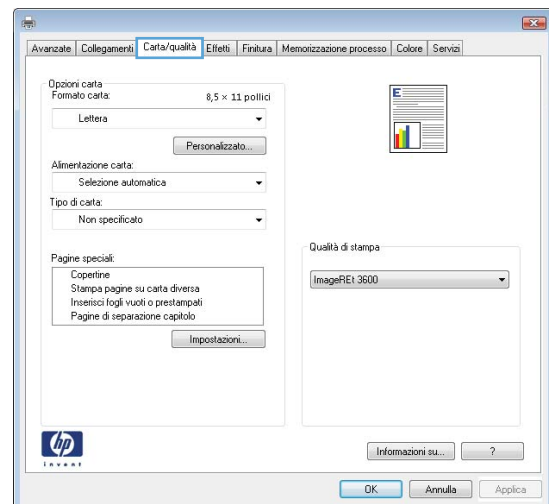 Avanzate Collegamenti Carta/qualità Effetti Finitura Memorizzazione processo Colore Servizi
Opzioni carta
Formato carta: 8,5 × 11 pollici
Lettera
Personalizzato...
Alimentazione carta:
Selezione automatica
Tipo di carta:
Non specificato
Pagine speciali:
Copertine
Stampa pagine su carta diversa
Inserisci fogli vuoti o prestampati
Pagine di separazione capitolo
Impostazioni...
E
Qualità di stampa
ImageREt 3600
hp
invent
Informazioni su... ?
OK Annulla Applica